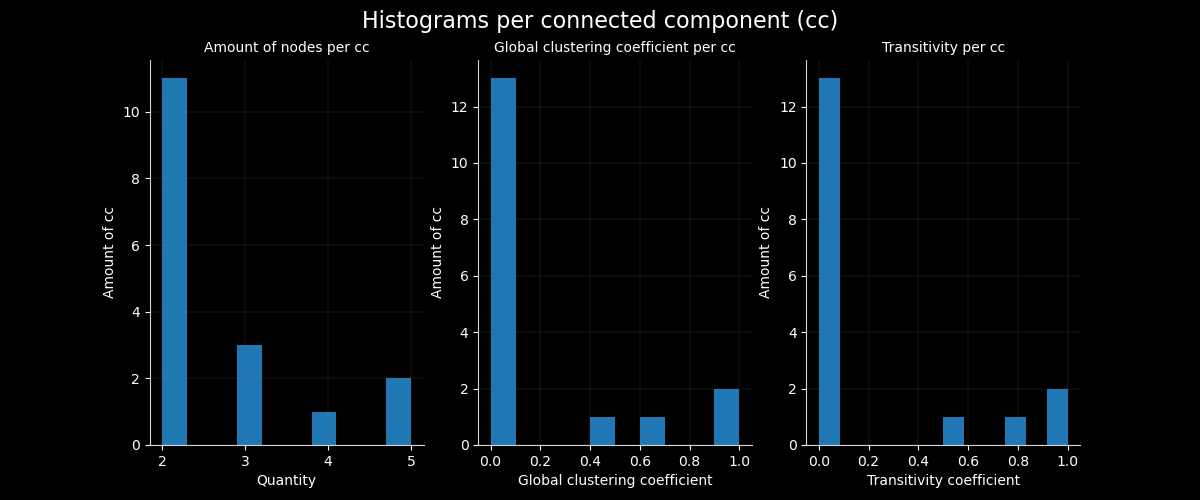 Histograms per connected component (cc)
Amount of nodes per cc
Amount of cc
10
8
6
4
2
0
2 3 4 5
Quantity
Global clustering coefficient per cc
Amount of cc
12
10
8
6
4
2
0
0.0 0.2 0.4 0.6 0.8 1.0
Global clustering coefficient
Transitivity per cc
Amount of cc
12
10
8
6
4
2
0
0.0 0.2 0.4 0.6 0.8 1.0
Transitivity coefficient